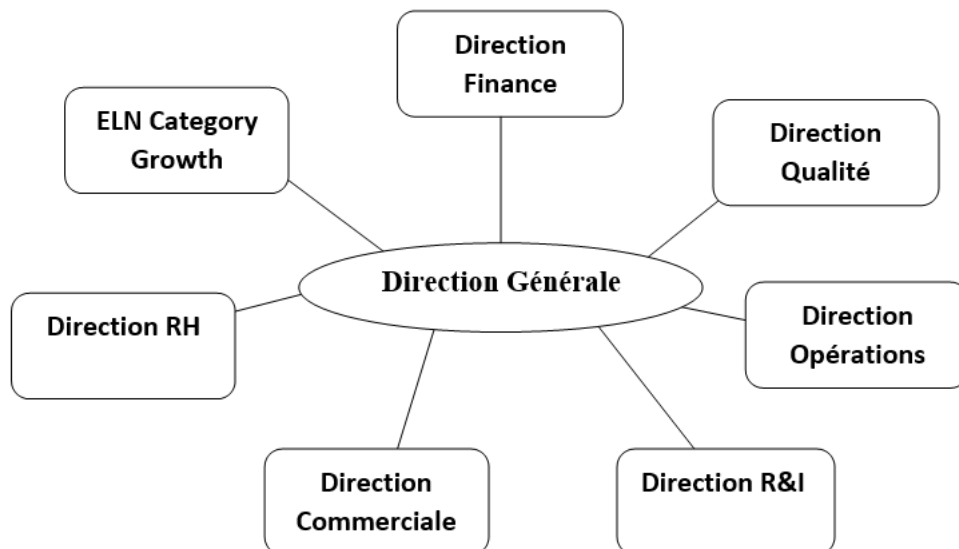 Direction
Finance
ELN Category
Growth
Direction
Qualité
Direction Générale
Direction RH
Direction
Opérations
Direction
Commerciale
Direction R&I